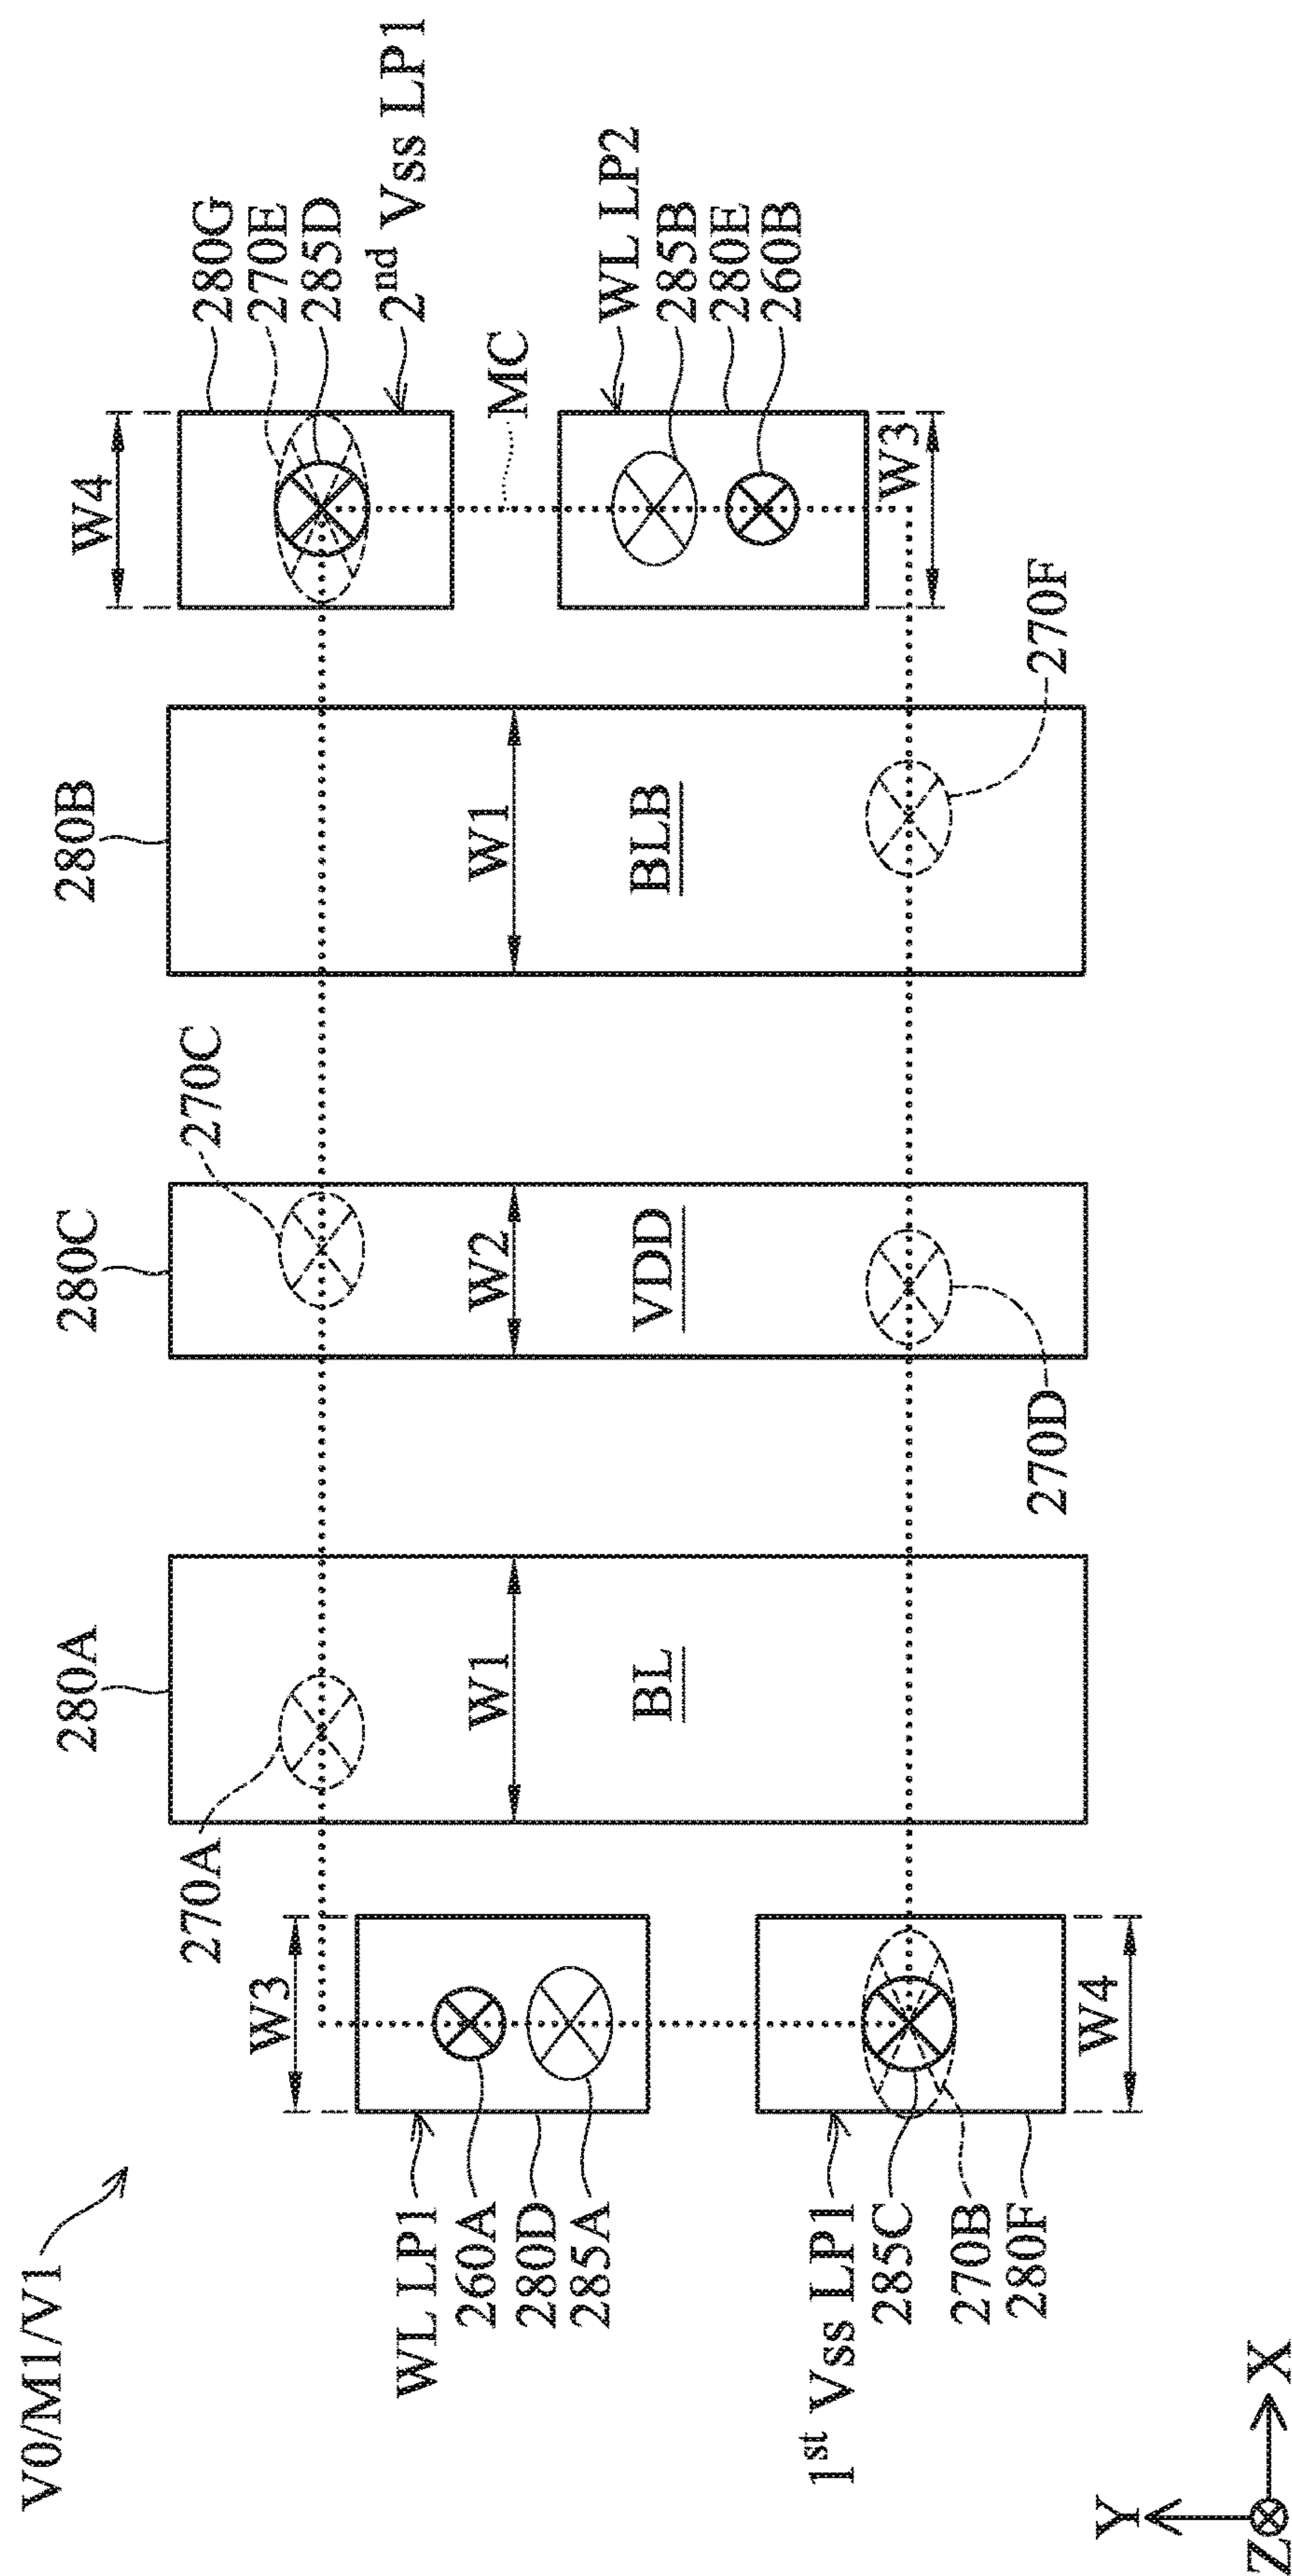 V0/M1/V1
280A
280C
280B
W4
280G
270E
285D
2nd Vss LP1
270A
270C
MC
W3
W1
W2
W1
WL LP2
285B
280E
260B
BL
VDD
BLB
WL LP1
260A
280D
285A
W3
1st Vss LP1
285C
270B
280F
270D
270F
W4
Y
X
Z